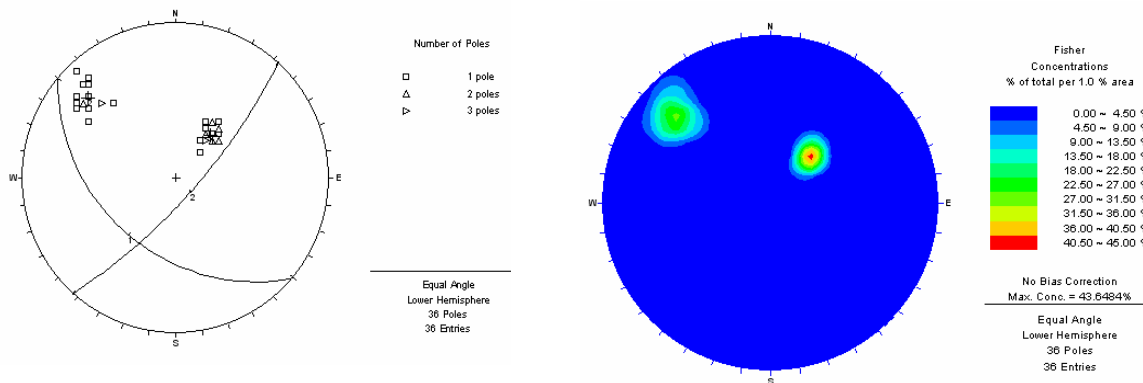 N
W
E
S
1
2
Number of Poles
1 pole
2 poles
3 poles
Equal Angle
Lower Hemisphere
36 Poles
36 Entries
N
W
E
S
Fisher
Concentrations
% of total per 1.0 % area
0.00 ~ 4.50 %
4.50 ~ 9.00 %
9.00 ~ 13.50 %
13.50 ~ 18.00 %
18.00 ~ 22.50 %
22.50 ~ 27.00 %
27.00 ~ 31.50 %
31.50 ~ 36.00 %
36.00 ~ 40.50 %
40.50 ~ 45.00 %
No Bias Correction
Max. Conc. = 43.6484%
Equal Angle
Lower Hemisphere
36 Poles
36 Entries